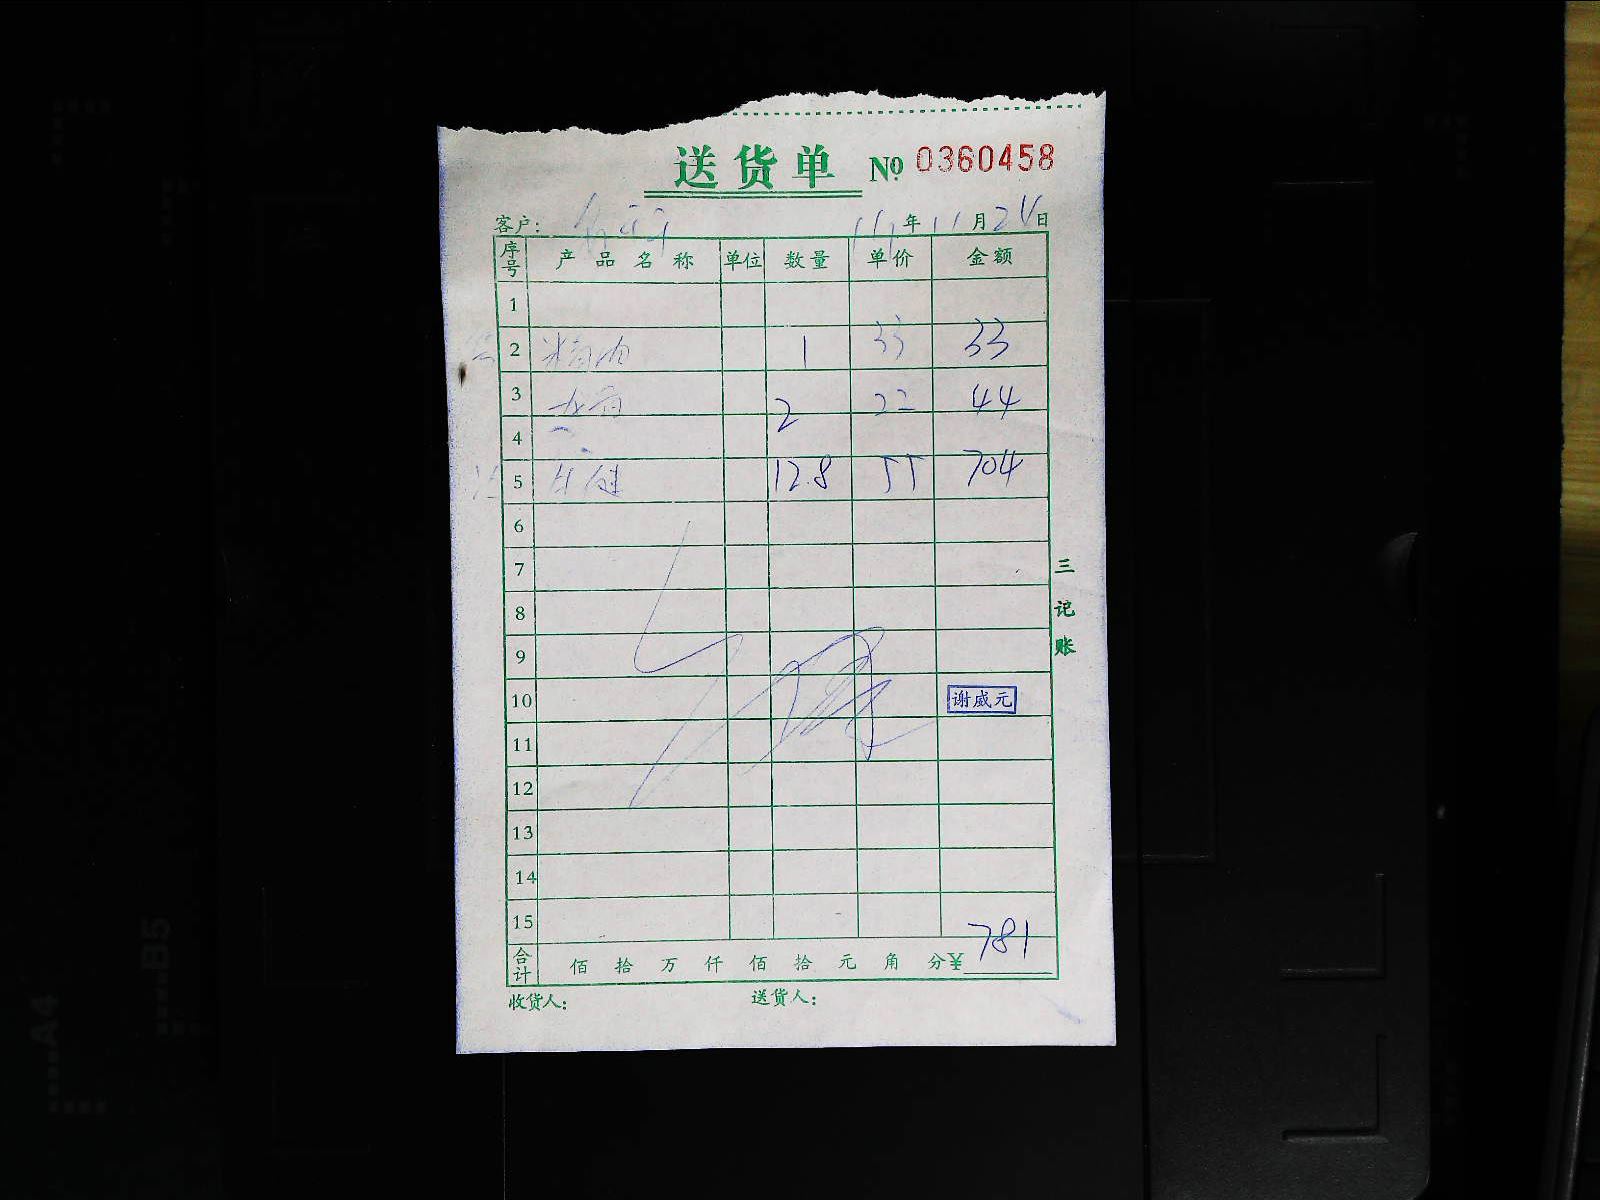 送货单 № 0360458
客户： 年 11 月 24 日
序号 产品名称 单位 数量 单价 金额
1
2 1 33 33
3 2 22 44
4
5 牛腱 12.8 55 704
6
7
8
9
10 谢威元
11
12
13
14
15
合计 佰 拾 万 仟 佰 拾 元 角 分 ¥ 781
收货人： 送货人：
三记账